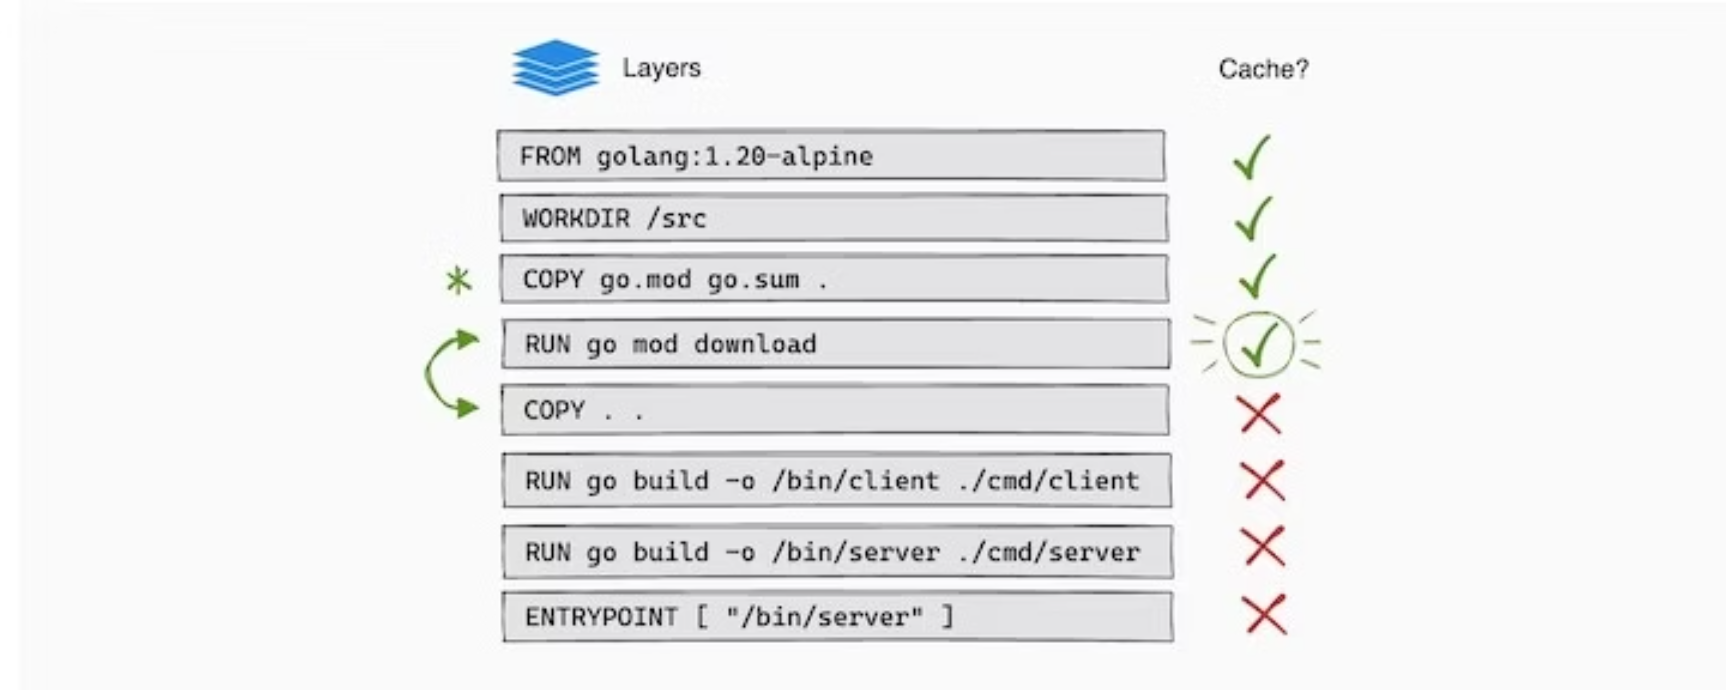 Layers
Cache?
FROM golang:1.20-alpine
WORKDIR /src
* COPY go.mod go.sum .
RUN go mod download
COPY . .
RUN go build -o /bin/client ./cmd/client
RUN go build -o /bin/server ./cmd/server
ENTRYPOINT [ "/bin/server" ]